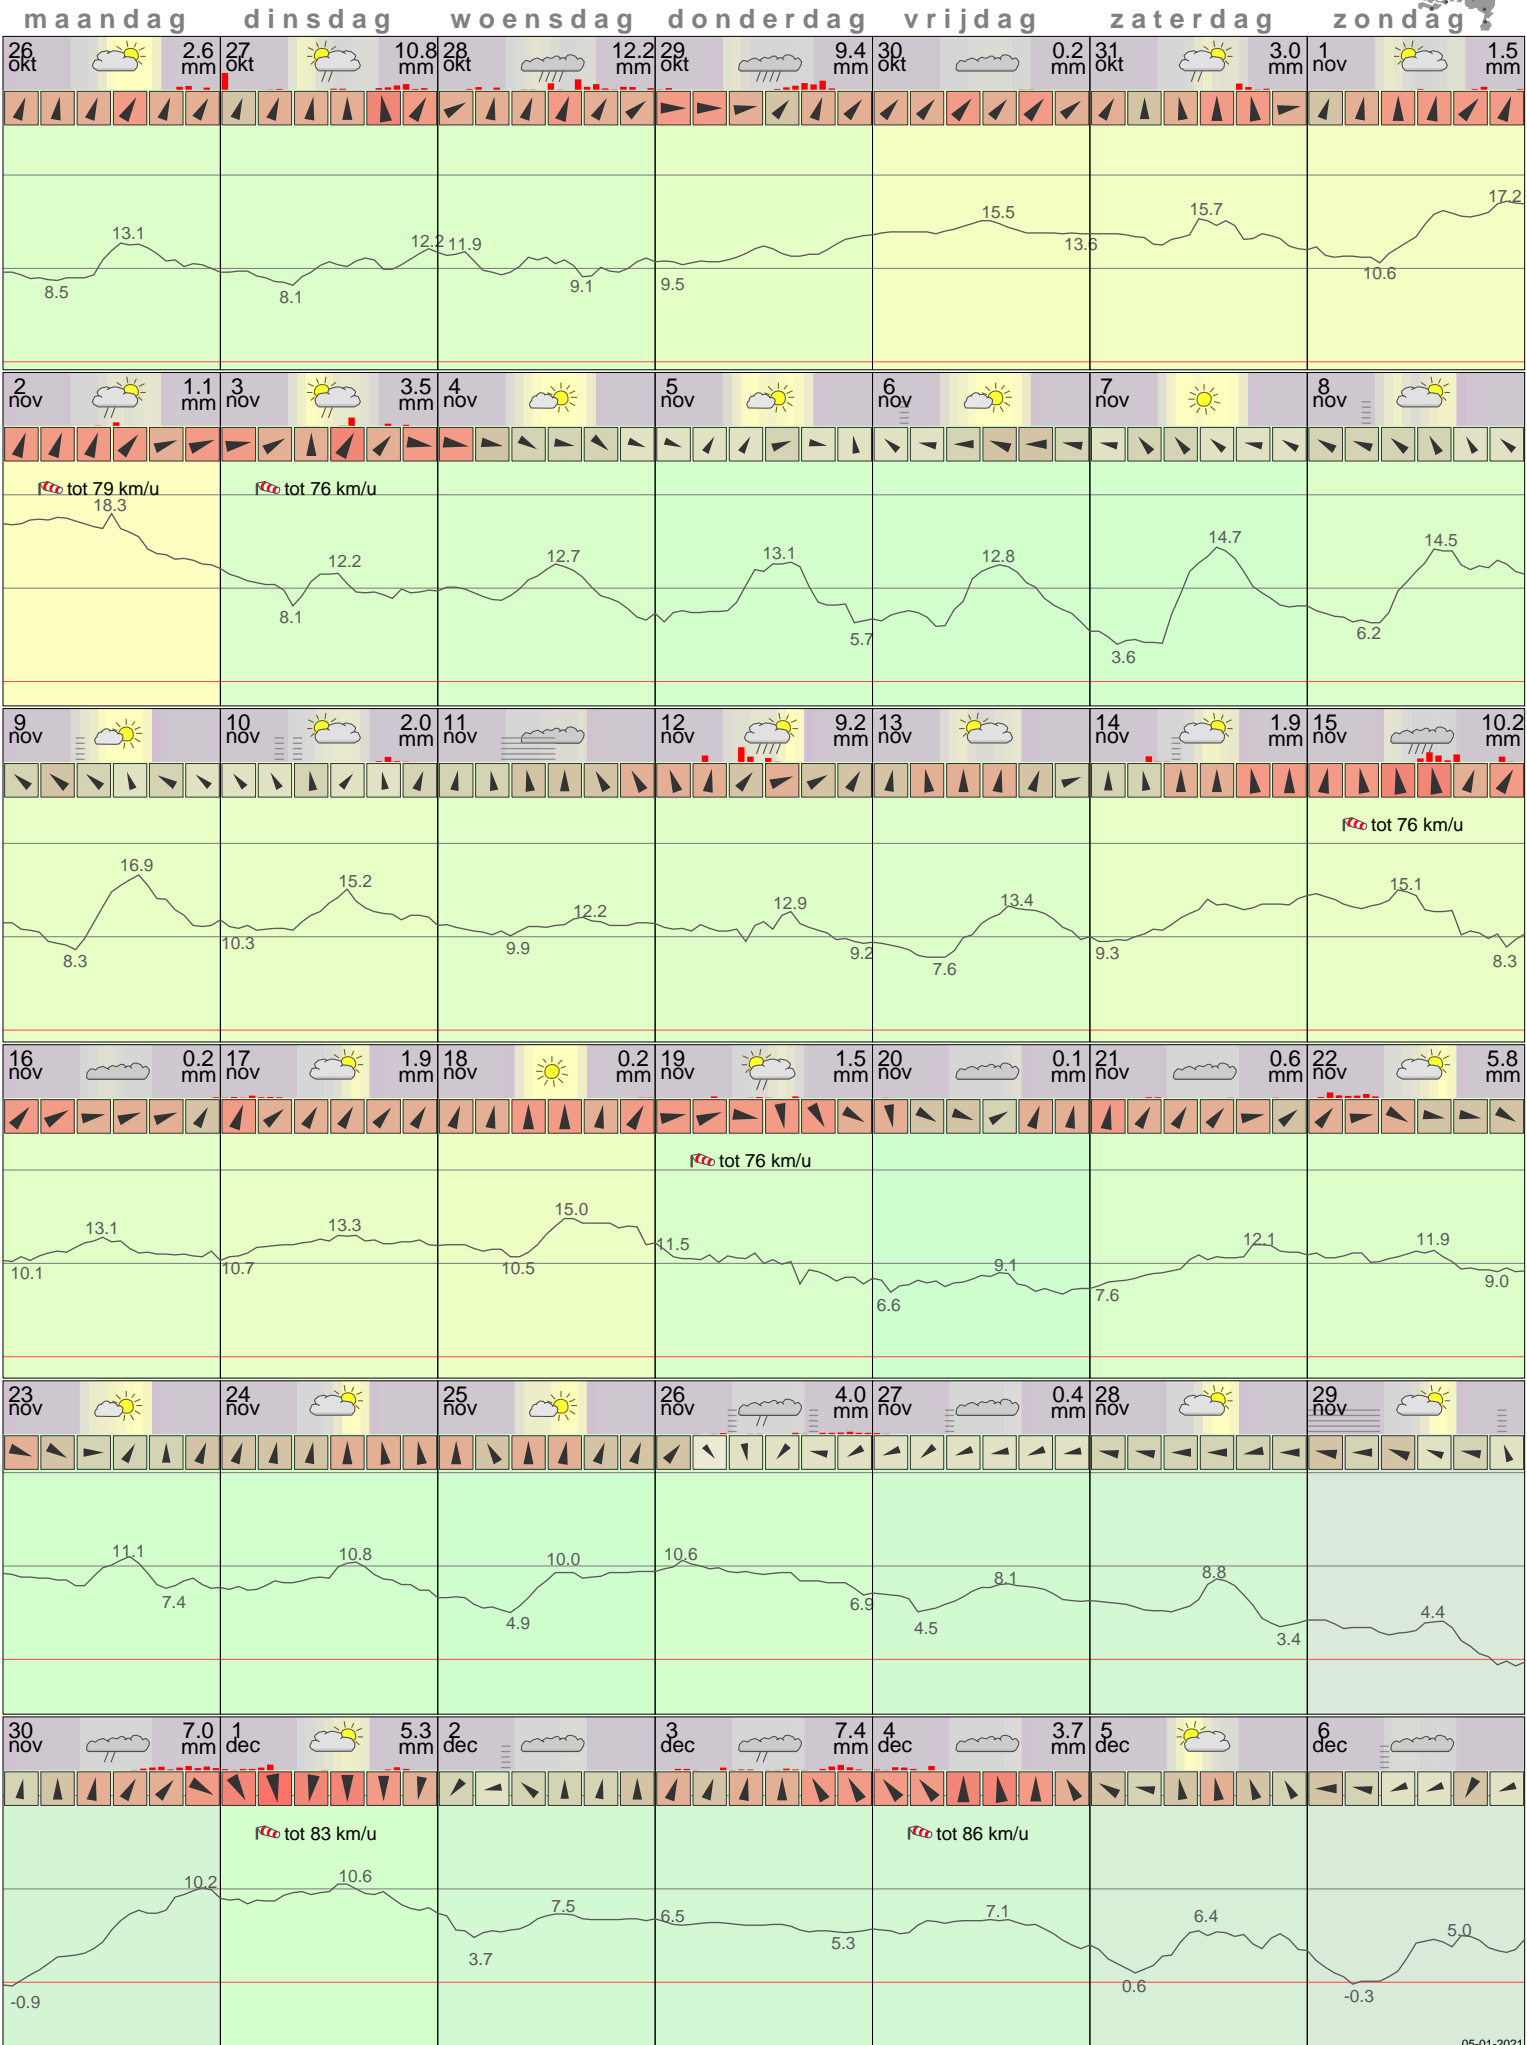 maandag dinsdag woensdag donderdag vrijdag zaterdag zondag
26 okt 2.6 mm 27 okt 10.8 mm 28 okt 12.2 mm 29 okt 9.4 mm 30 okt 0.2 mm 31 okt 3.0 mm 1 nov 1.5 mm
13.1 8.5 8.1 12.2 11.9 9.1 9.5 15.5 13.6 15.7 10.6 17.2
2 nov 1.1 mm 3 nov 3.5 mm 4 nov 5 nov 6 nov 7 nov 8 nov
tot 79 km/u tot 76 km/u
18.3 8.1 12.2 12.7 13.1 5.7 12.8 3.6 14.7 6.2 14.5
9 nov 10 nov 2.0 mm 11 nov 12 nov 9.2 mm 13 nov 14 nov 1.9 mm 15 nov 10.2 mm
tot 76 km/u
8.3 16.9 10.3 15.2 9.9 12.2 12.9 9.2 7.6 13.4 9.3 15.1 8.3
16 nov 0.2 mm 17 nov 1.9 mm 18 nov 0.2 mm 19 nov 1.5 mm 20 nov 0.1 mm 21 nov 0.6 mm 22 nov 5.8 mm
tot 76 km/u
10.1 13.1 10.7 13.3 10.5 15.0 11.5 6.6 9.1 7.6 12.1 11.9 9.0
23 nov 24 nov 25 nov 26 nov 4.0 mm 27 nov 0.4 mm 28 nov 29 nov
11.1 7.4 10.8 4.9 10.0 10.6 6.9 4.5 8.1 8.8 3.4 4.4
30 nov 7.0 mm 1 dec 5.3 mm 2 dec 3 dec 7.4 mm 4 dec 3.7 mm 5 dec 6 dec
tot 83 km/u tot 86 km/u
-0.9 10.2 10.6 3.7 7.5 6.5 5.3 7.1 0.6 6.4 -0.3 5.0
05-01-2021